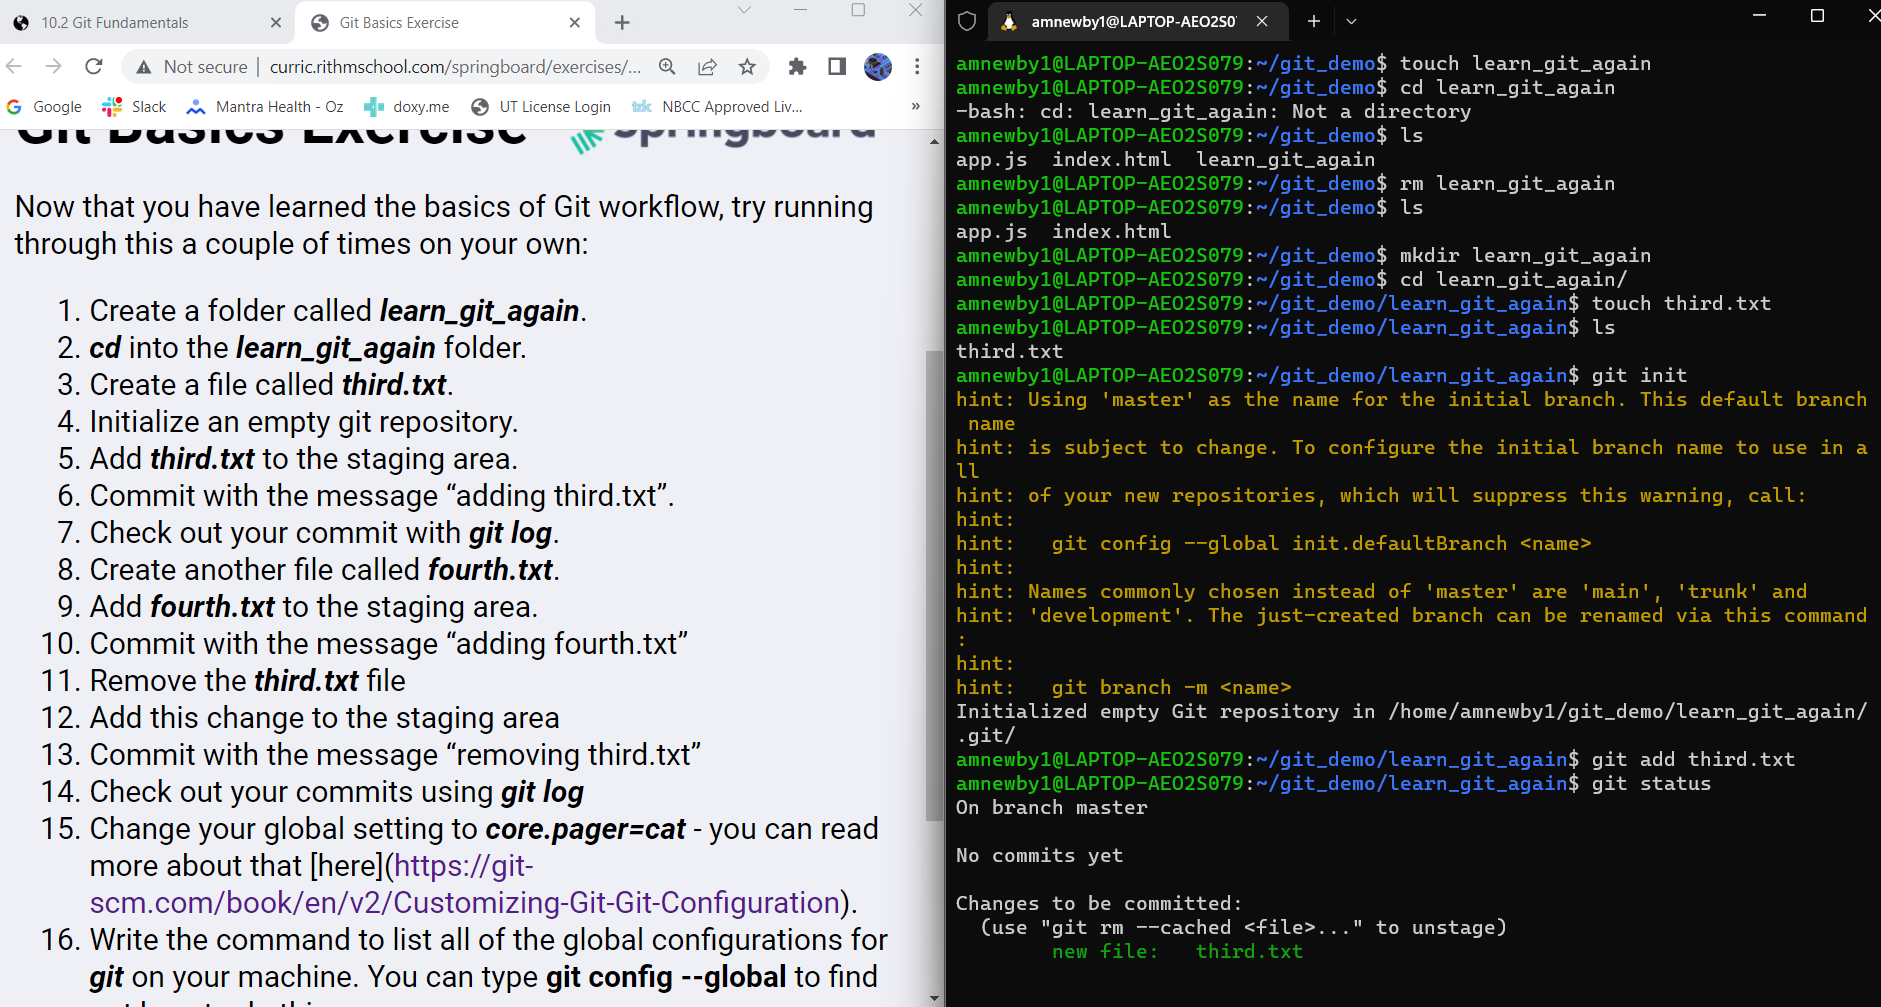 10.2 Git Fundamentals
Git Basics Exercise
Not secure | curric.rithmschool.com/springboard/exercises/...
Google Slack Mantra Health - Oz doxy.me UT License Login NBCC Approved Liv... »
Git Basics Exercise
Springboard
Now that you have learned the basics of Git workflow, try running
through this a couple of times on your own:
1. Create a folder called learn_git_again.
2. cd into the learn_git_again folder.
3. Create a file called third.txt.
4. Initialize an empty git repository.
5. Add third.txt to the staging area.
6. Commit with the message “adding third.txt”.
7. Check out your commit with git log.
8. Create another file called fourth.txt.
9. Add fourth.txt to the staging area.
10. Commit with the message “adding fourth.txt”
11. Remove the third.txt file
12. Add this change to the staging area
13. Commit with the message “removing third.txt”
14. Check out your commits using git log
15. Change your global setting to core.pager=cat - you can read
more about that [here](https://git-
scm.com/book/en/v2/Customizing-Git-Git-Configuration).
16. Write the command to list all of the global configurations for
git on your machine. You can type git config --global to find
amnewby1@LAPTOP-AEO2S0
amnewby1@LAPTOP-AEO2S079:~/git_demo$ touch learn_git_again
amnewby1@LAPTOP-AEO2S079:~/git_demo$ cd learn_git_again
-bash: cd: learn_git_again: Not a directory
amnewby1@LAPTOP-AEO2S079:~/git_demo$ ls
app.js index.html learn_git_again
amnewby1@LAPTOP-AEO2S079:~/git_demo$ rm learn_git_again
amnewby1@LAPTOP-AEO2S079:~/git_demo$ ls
app.js index.html
amnewby1@LAPTOP-AEO2S079:~/git_demo$ mkdir learn_git_again
amnewby1@LAPTOP-AEO2S079:~/git_demo$ cd learn_git_again/
amnewby1@LAPTOP-AEO2S079:~/git_demo/learn_git_again$ touch third.txt
amnewby1@LAPTOP-AEO2S079:~/git_demo/learn_git_again$ ls
third.txt
amnewby1@LAPTOP-AEO2S079:~/git_demo/learn_git_again$ git init
hint: Using 'master' as the name for the initial branch. This default branch
name
hint: is subject to change. To configure the initial branch name to use in a
ll
hint: of your new repositories, which will suppress this warning, call:
hint:
hint: git config --global init.defaultBranch <name>
hint:
hint: Names commonly chosen instead of 'master' are 'main', 'trunk' and
hint: 'development'. The just-created branch can be renamed via this command
:
hint:
hint: git branch -m <name>
Initialized empty Git repository in /home/amnewby1/git_demo/learn_git_again/
.git/
amnewby1@LAPTOP-AEO2S079:~/git_demo/learn_git_again$ git add third.txt
amnewby1@LAPTOP-AEO2S079:~/git_demo/learn_git_again$ git status
On branch master
No commits yet
Changes to be committed:
(use "git rm --cached <file>..." to unstage)
new file: third.txt